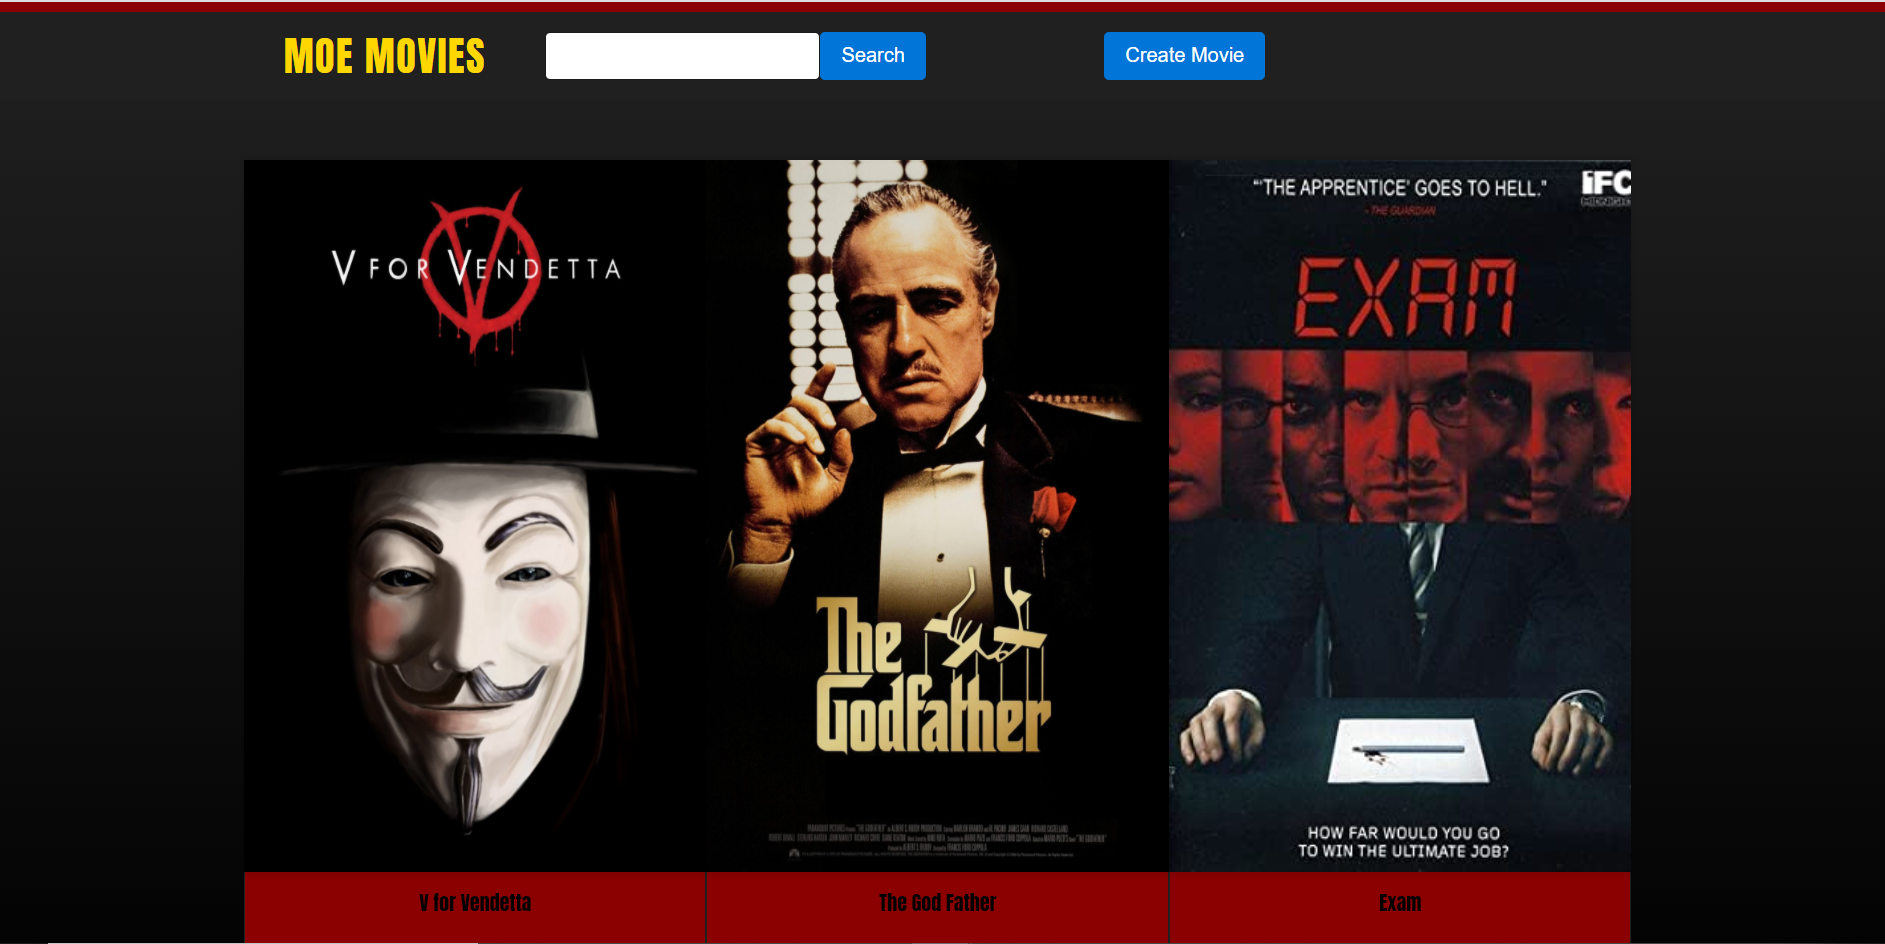 MOE MOVIES
Search
Create Movie
V FOR VENDETTA
The
Godfather
"'THE APPRENTICE' GOES TO HELL."
- THE GUARDIAN
IFC
MIDNIGHT
EXAM
HOW FAR WOULD YOU GO
TO WIN THE ULTIMATE JOB?
V for Vendetta
The God Father
Exam